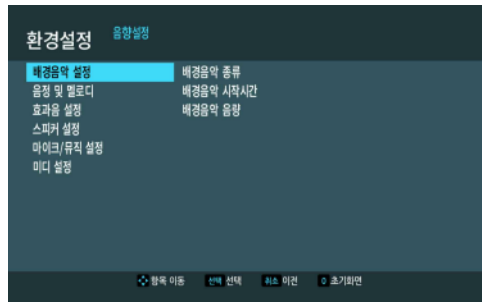 환경설정 음향설정
배경음악 설정 배경음악 종류
음정 및 멜로디 배경음악 시작시간
효과음 설정 배경음악 음량
스피커 설정
마이크/뮤직 설정
미디 설정
항목 이동 선택 선택 취소 이전 0 초기화면